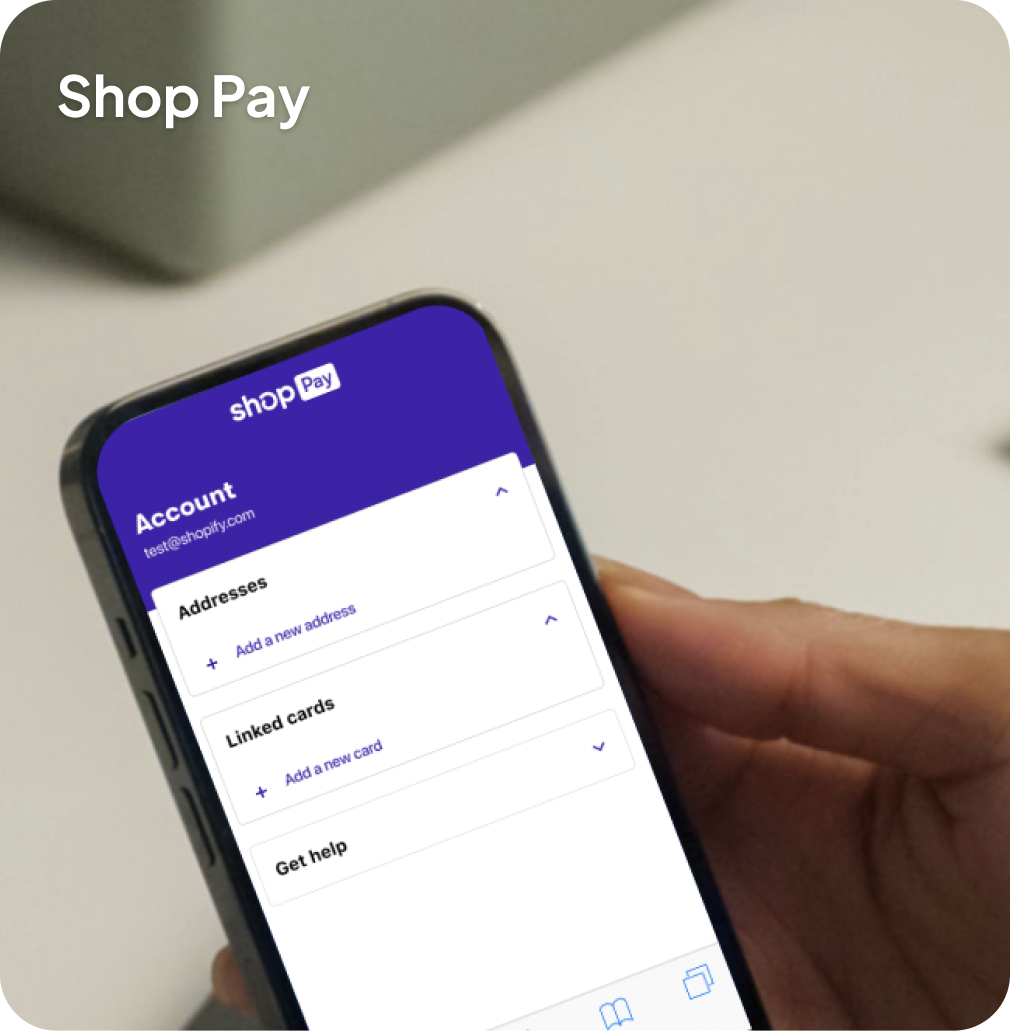 Shop Pay
shop Pay
Account
test@shopify.com
Addresses
+ Add a new address
Linked cards
+ Add a new card
Get help